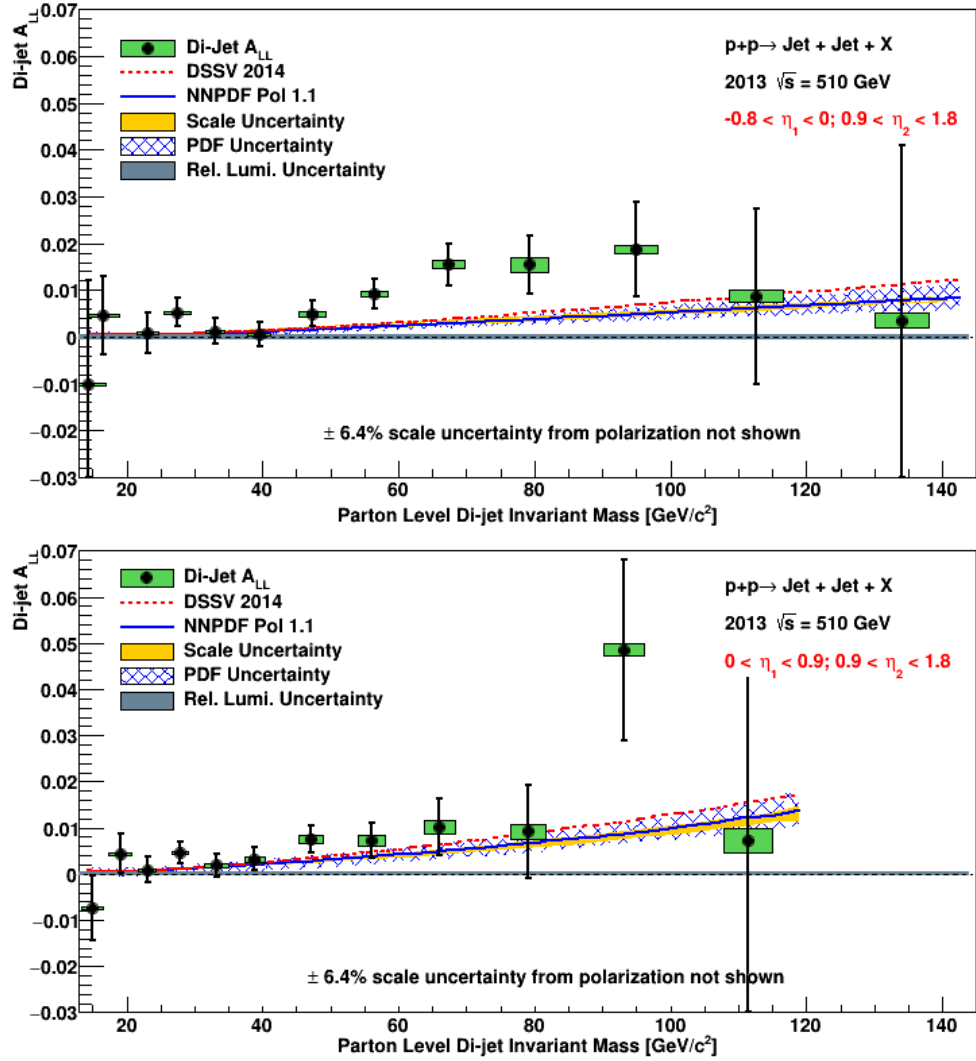 Di-jet A_LL
0.07
0.06
0.05
0.04
0.03
0.02
0.01
0
−0.01
−0.02
−0.03
Di-Jet A_LL
DSSV 2014
NNPDF Pol 1.1
Scale Uncertainty
PDF Uncertainty
Rel. Lumi. Uncertainty
p+p→ Jet + Jet + X
2013 √s = 510 GeV
-0.8 < η_1 < 0; 0.9 < η_2 < 1.8
± 6.4% scale uncertainty from polarization not shown
20 40 60 80 100 120 140
Parton Level Di-jet Invariant Mass [GeV/c²]
Di-jet A_LL
0.07
0.06
0.05
0.04
0.03
0.02
0.01
0
−0.01
−0.02
−0.03
Di-Jet A_LL
DSSV 2014
NNPDF Pol 1.1
Scale Uncertainty
PDF Uncertainty
Rel. Lumi. Uncertainty
p+p→ Jet + Jet + X
2013 √s = 510 GeV
0 < η_1 < 0.9; 0.9 < η_2 < 1.8
± 6.4% scale uncertainty from polarization not shown
20 40 60 80 100 120 140
Parton Level Di-jet Invariant Mass [GeV/c²]